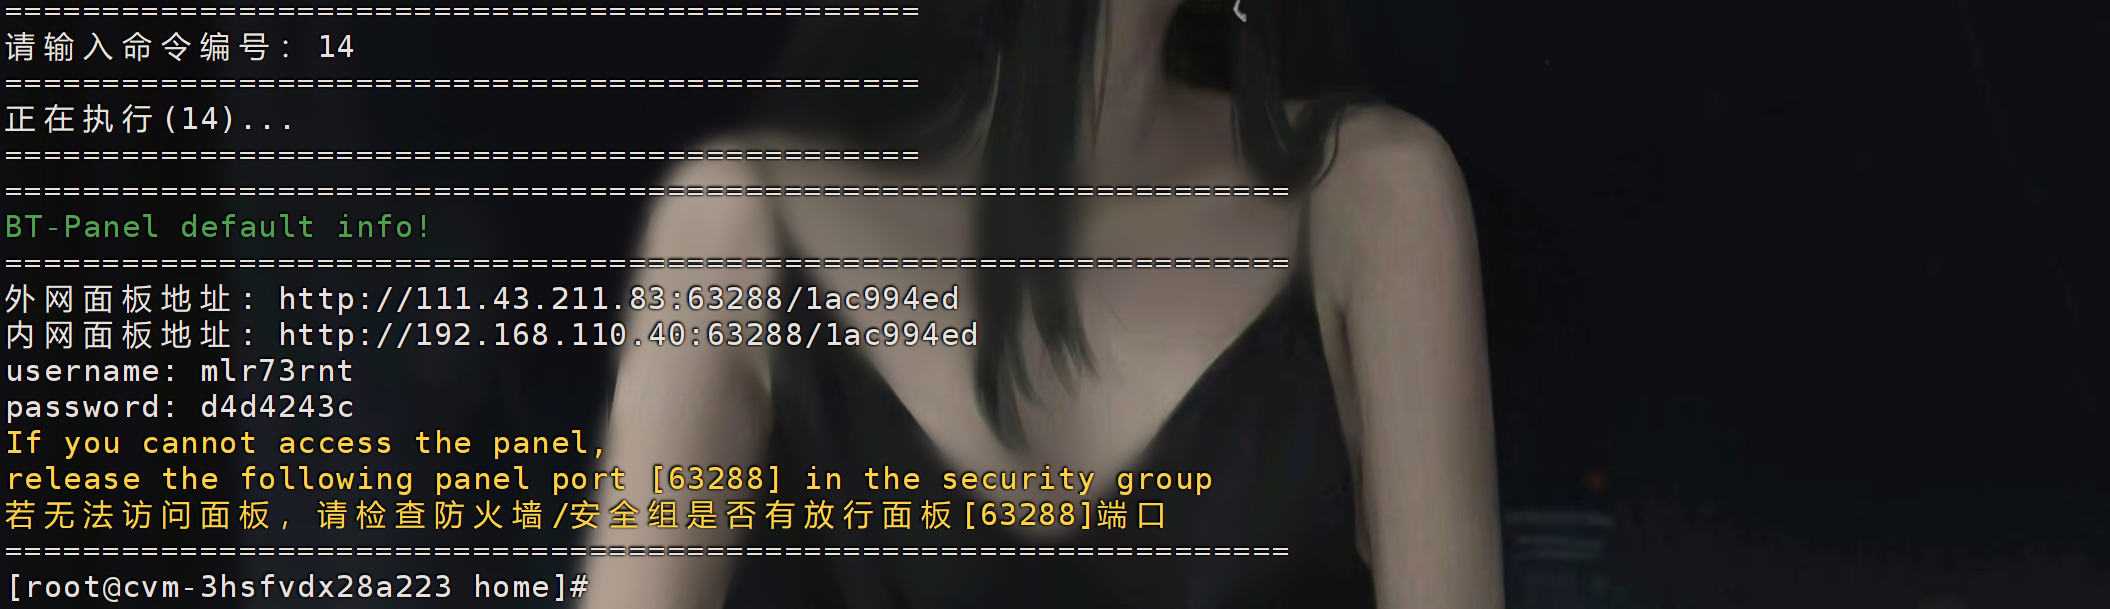 ===============================================
请输入命令编号：14
===============================================
正在执行(14)...
===============================================
==================================================================
BT-Panel default info!
==================================================================
外网面板地址: http://111.43.211.83:63288/1ac994ed
内网面板地址: http://192.168.110.40:63288/1ac994ed
username: mlr73rnt
password: d4d4243c
If you cannot access the panel,
release the following panel port [63288] in the security group
若无法访问面板，请检查防火墙/安全组是否有放行面板[63288]端口
==================================================================
[root@cvm-3hsfvdx28a223 home]#